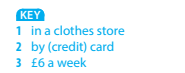 KEY
1 in a clothes store
2 by (credit) card
3 £6 a week